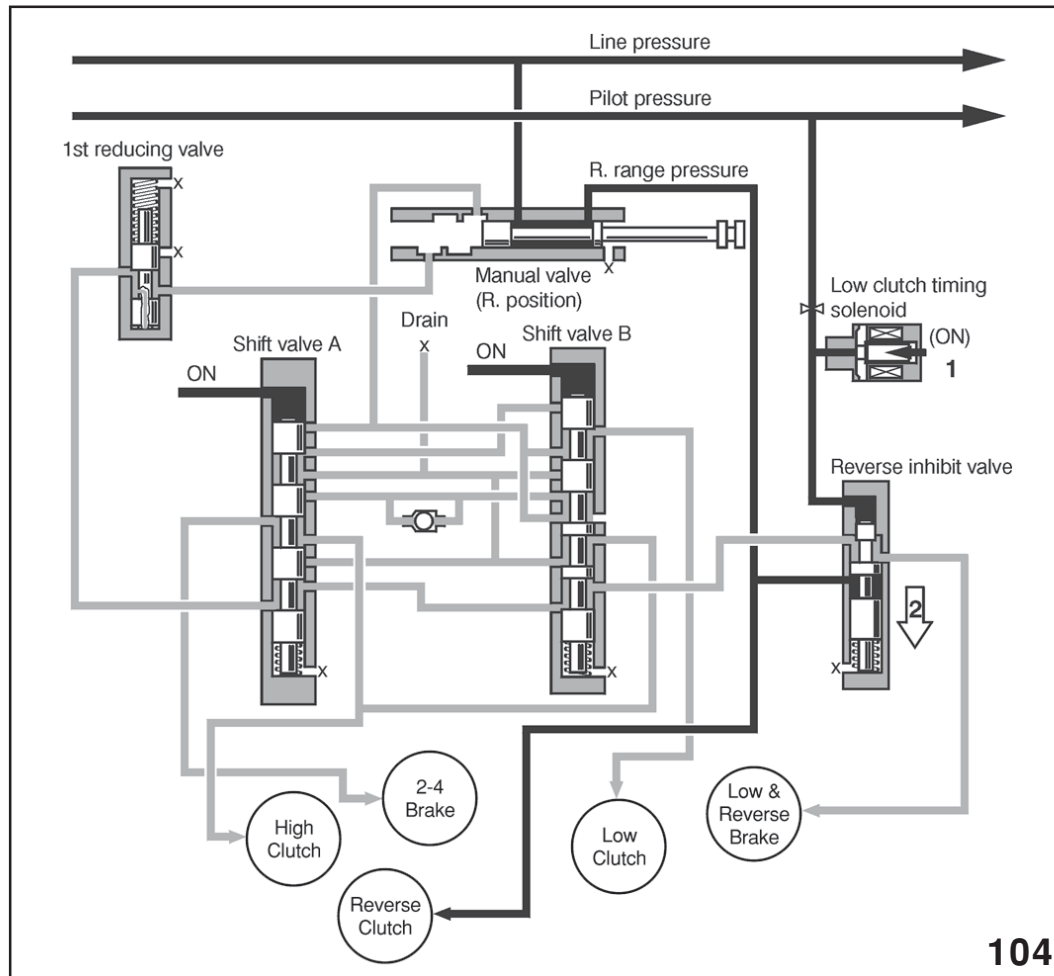 Line pressure
Pilot pressure
1st reducing valve
R. range pressure
x
x
x
Manual valve
(R. position)
Low clutch timing
solenoid
(ON)
1
Drain
x
Shift valve A
Shift valve B
ON
ON
Reverse inhibit valve
2
x
x
x
2-4
Brake
High
Clutch
Low
Clutch
Low &
Reverse
Brake
Reverse
Clutch
104